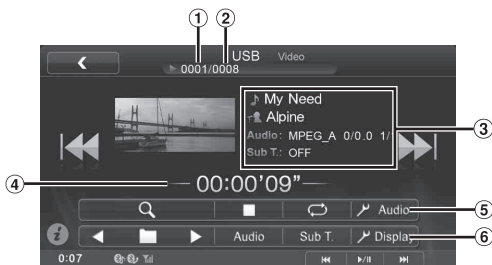 1 2
USB Video
0001/0008
My Need
Alpine
Audio: MPEG_A 0/0.0 1/
Sub T.: OFF
3
4
00:00'09"
Audio
5
Audio Sub T. Display
6
0:07